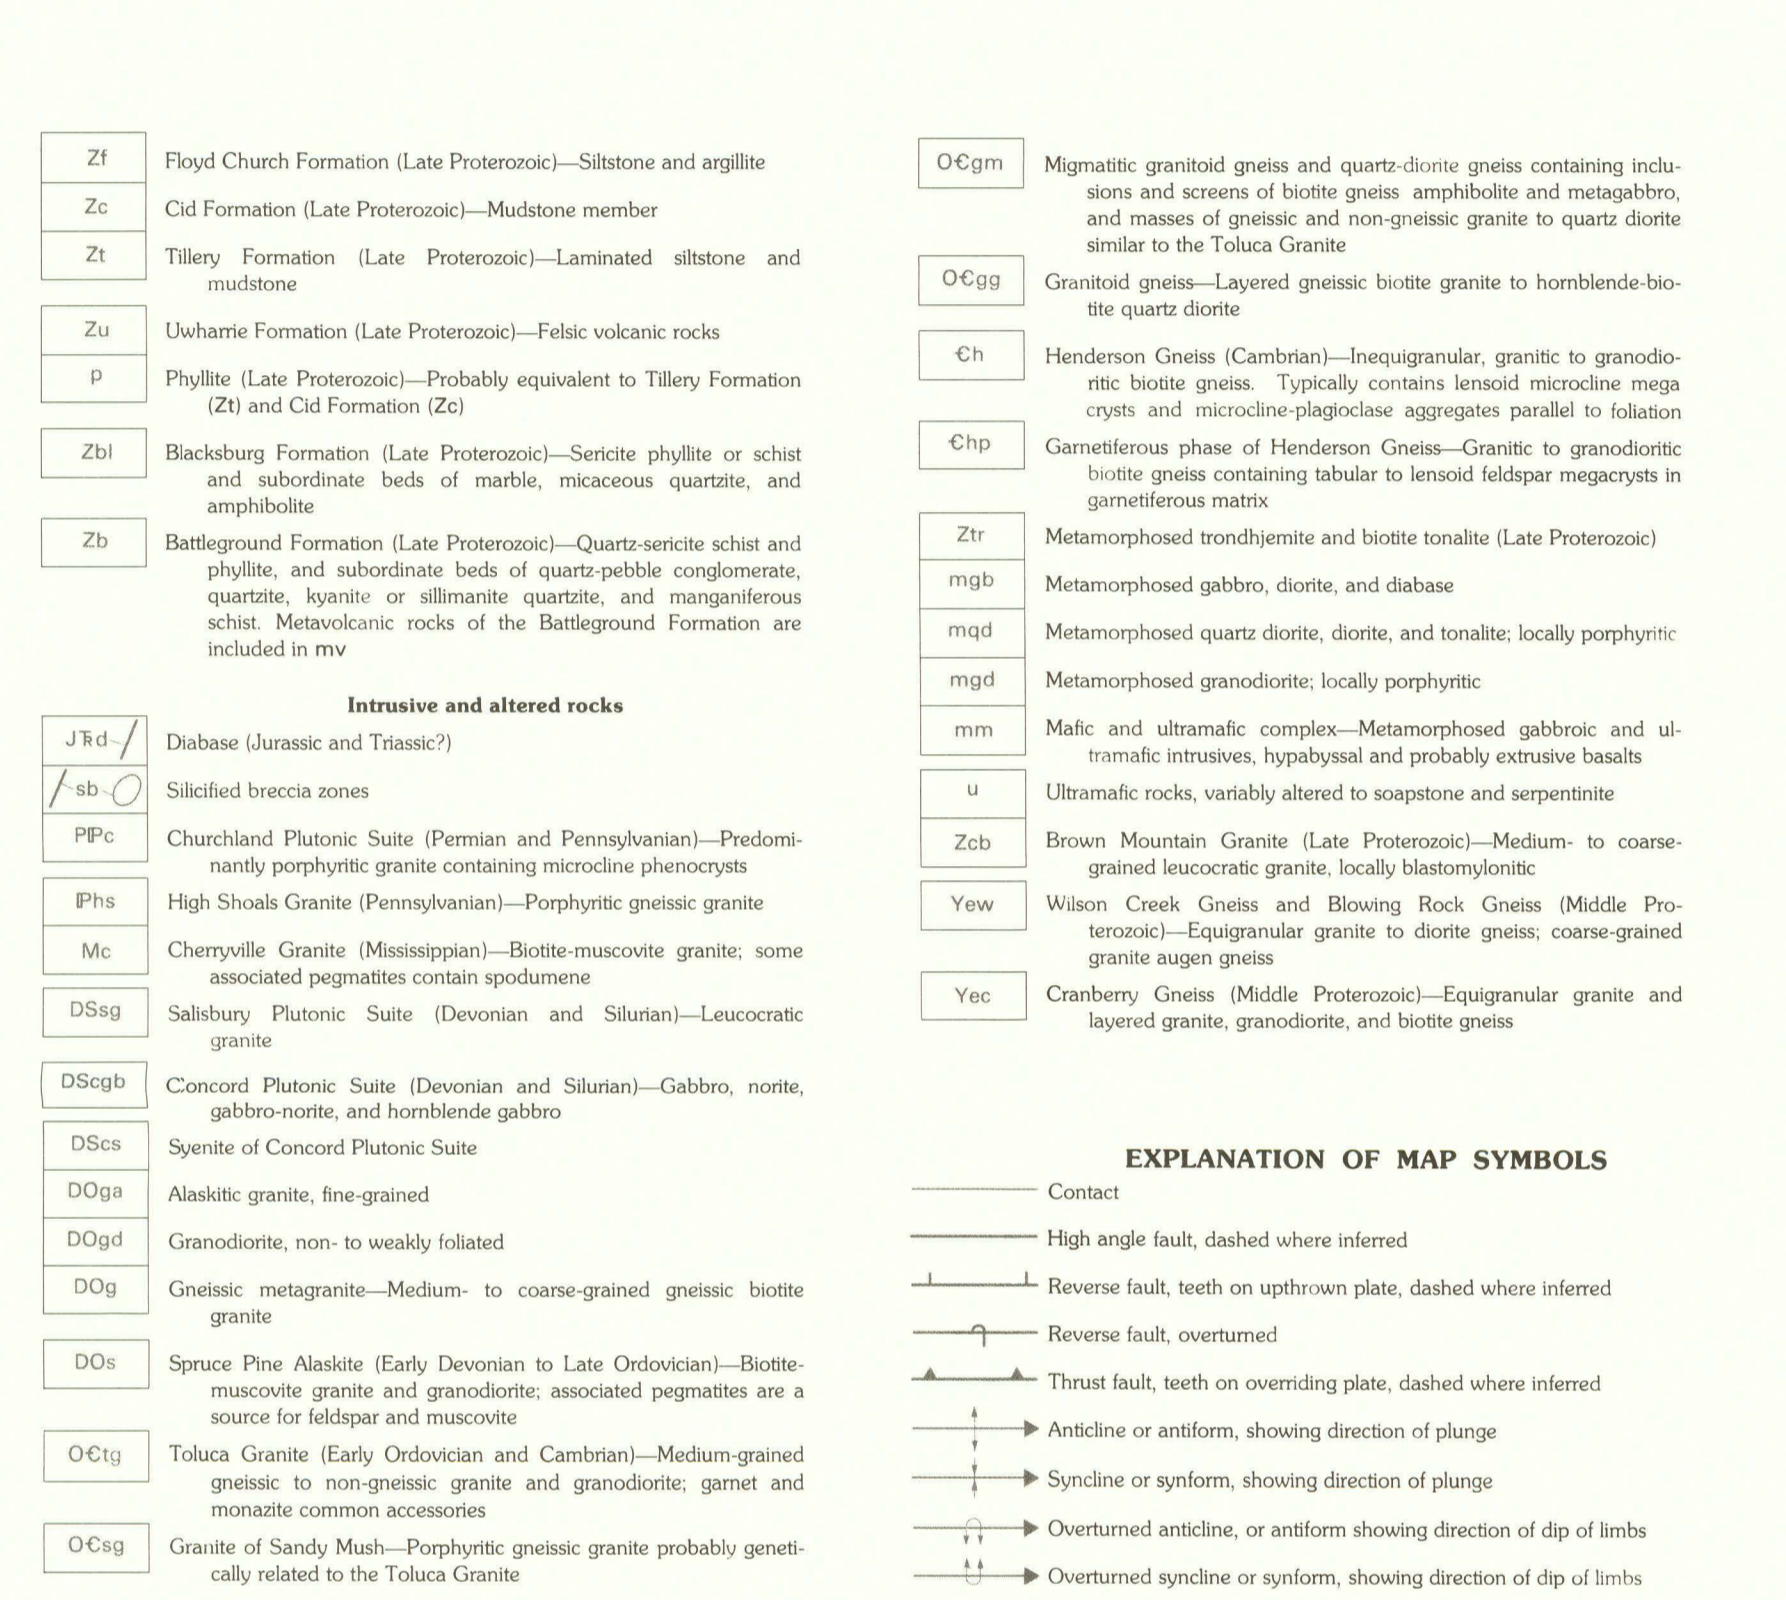 Zf Floyd Church Formation (Late Proterozoic)—Siltstone and argillite
Zc Cid Formation (Late Proterozoic)—Mudstone member
Zt Tillery Formation (Late Proterozoic)—Laminated siltstone and
mudstone
Zu Uwharrie Formation (Late Proterozoic)—Felsic volcanic rocks
p Phyllite (Late Proterozoic)—Probably equivalent to Tillery Formation
(Zt) and Cid Formation (Zc)
Zbl Blacksburg Formation (Late Proterozoic)—Sericite phyllite or schist
and subordinate beds of marble, micaceous quartzite, and
amphibolite
Zb Battleground Formation (Late Proterozoic)—Quartz-sericite schist and
phyllite, and subordinate beds of quartz-pebble conglomerate,
quartzite, kyanite or sillimanite quartzite, and manganiferous
schist. Metavolcanic rocks of the Battleground Formation are
included in mv
Intrusive and altered rocks
JTRd Diabase (Jurassic and Triassic?)
sb Silicified breccia zones
PIPc Churchland Plutonic Suite (Permian and Pennsylvanian)—Predomi-
nantly porphyritic granite containing microcline phenocrysts
IPhs High Shoals Granite (Pennsylvanian)—Porphyritic gneissic granite
Mc Cherryville Granite (Mississippian)—Biotite-muscovite granite; some
associated pegmatites contain spodumene
DSsg Salisbury Plutonic Suite (Devonian and Silurian)—Leucocratic
granite
DScgb Concord Plutonic Suite (Devonian and Silurian)—Gabbro, norite,
gabbro-norite, and hornblende gabbro
DScs Syenite of Concord Plutonic Suite
DOga Alaskitic granite, fine-grained
DOgd Granodiorite, non- to weakly foliated
DOg Gneissic metagranite—Medium- to coarse-grained gneissic biotite
granite
DOs Spruce Pine Alaskite (Early Devonian to Late Ordovician)—Biotite-
muscovite granite and granodiorite; associated pegmatites are a
source for feldspar and muscovite
O€tg Toluca Granite (Early Ordovician and Cambrian)—Medium-grained
gneissic to non-gneissic granite and granodiorite; garnet and
monazite common accessories
O€sg Granite of Sandy Mush—Porphyritic gneissic granite probably geneti-
cally related to the Toluca Granite
O€gm Migmatitic granitoid gneiss and quartz-diorite gneiss containing inclu-
sions and screens of biotite gneiss amphibolite and metagabbro,
and masses of gneissic and non-gneissic granite to quartz diorite
similar to the Toluca Granite
O€gg Granitoid gneiss—Layered gneissic biotite granite to hornblende-bio-
tite quartz diorite
€h Henderson Gneiss (Cambrian)—Inequigranular, granitic to granodio-
ritic biotite gneiss. Typically contains lensoid microcline mega
crysts and microcline-plagioclase aggregates parallel to foliation
€hp Garnetiferous phase of Henderson Gneiss—Granitic to granodioritic
biotite gneiss containing tabular to lensoid feldspar megacrysts in
garnetiferous matrix
Ztr Metamorphosed trondhjemite and biotite tonalite (Late Proterozoic)
mgb Metamorphosed gabbro, diorite, and diabase
mqd Metamorphosed quartz diorite, diorite, and tonalite; locally porphyritic
mgd Metamorphosed granodiorite; locally porphyritic
mm Mafic and ultramafic complex—Metamorphosed gabbroic and ul-
tramafic intrusives, hypabyssal and probably extrusive basalts
u Ultramafic rocks, variably altered to soapstone and serpentinite
Zcb Brown Mountain Granite (Late Proterozoic)—Medium- to coarse-
grained leucocratic granite, locally blastomylonitic
Yew Wilson Creek Gneiss and Blowing Rock Gneiss (Middle Pro-
terozoic)—Equigranular granite to diorite gneiss; coarse-grained
granite augen gneiss
Yec Cranberry Gneiss (Middle Proterozoic)—Equigranular granite and
layered granite, granodiorite, and biotite gneiss
EXPLANATION OF MAP SYMBOLS
Contact
High angle fault, dashed where inferred
Reverse fault, teeth on upthrown plate, dashed where inferred
Reverse fault, overturned
Thrust fault, teeth on overriding plate, dashed where inferred
Anticline or antiform, showing direction of plunge
Syncline or synform, showing direction of plunge
Overturned anticline, or antiform showing direction of dip of limbs
Overturned syncline or synform, showing direction of dip of limbs